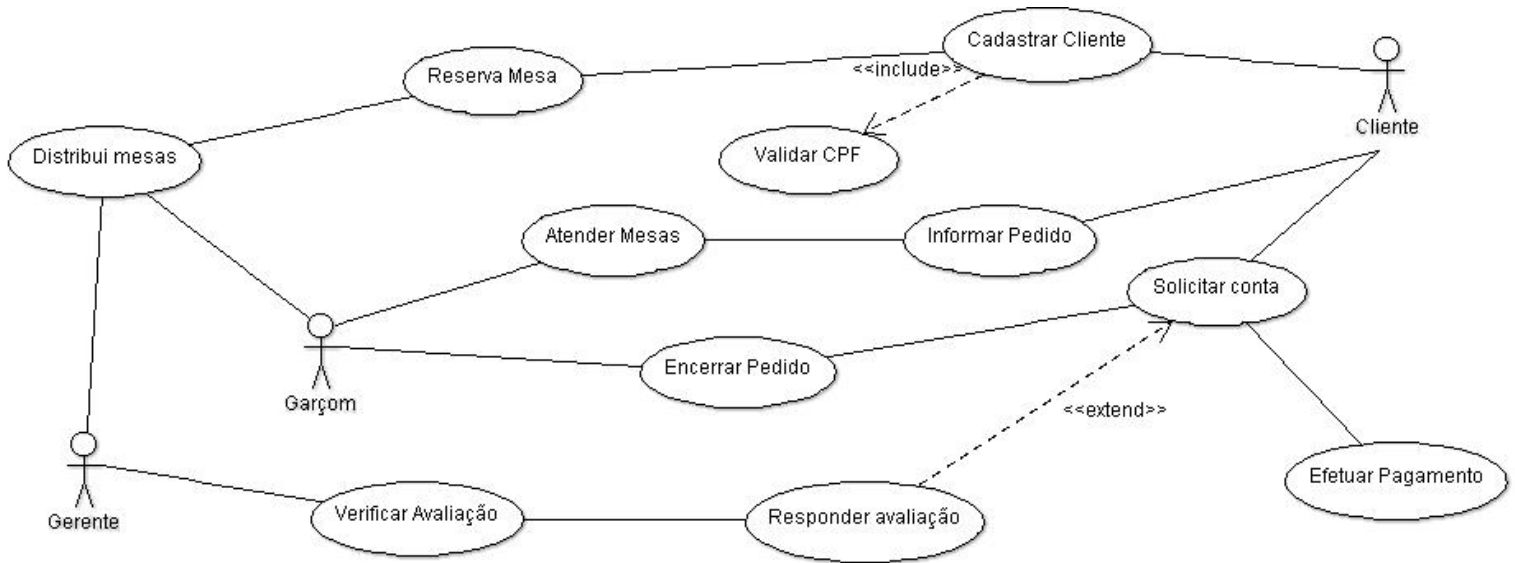 Cadastrar Cliente
Reserva Mesa
<<include>>
Cliente
Distribui mesas
Validar CPF
Atender Mesas
Informar Pedido
Solicitar conta
Encerrar Pedido
Garçom
<<extend>>
Efetuar Pagamento
Gerente
Verificar Avaliação
Responder avaliação